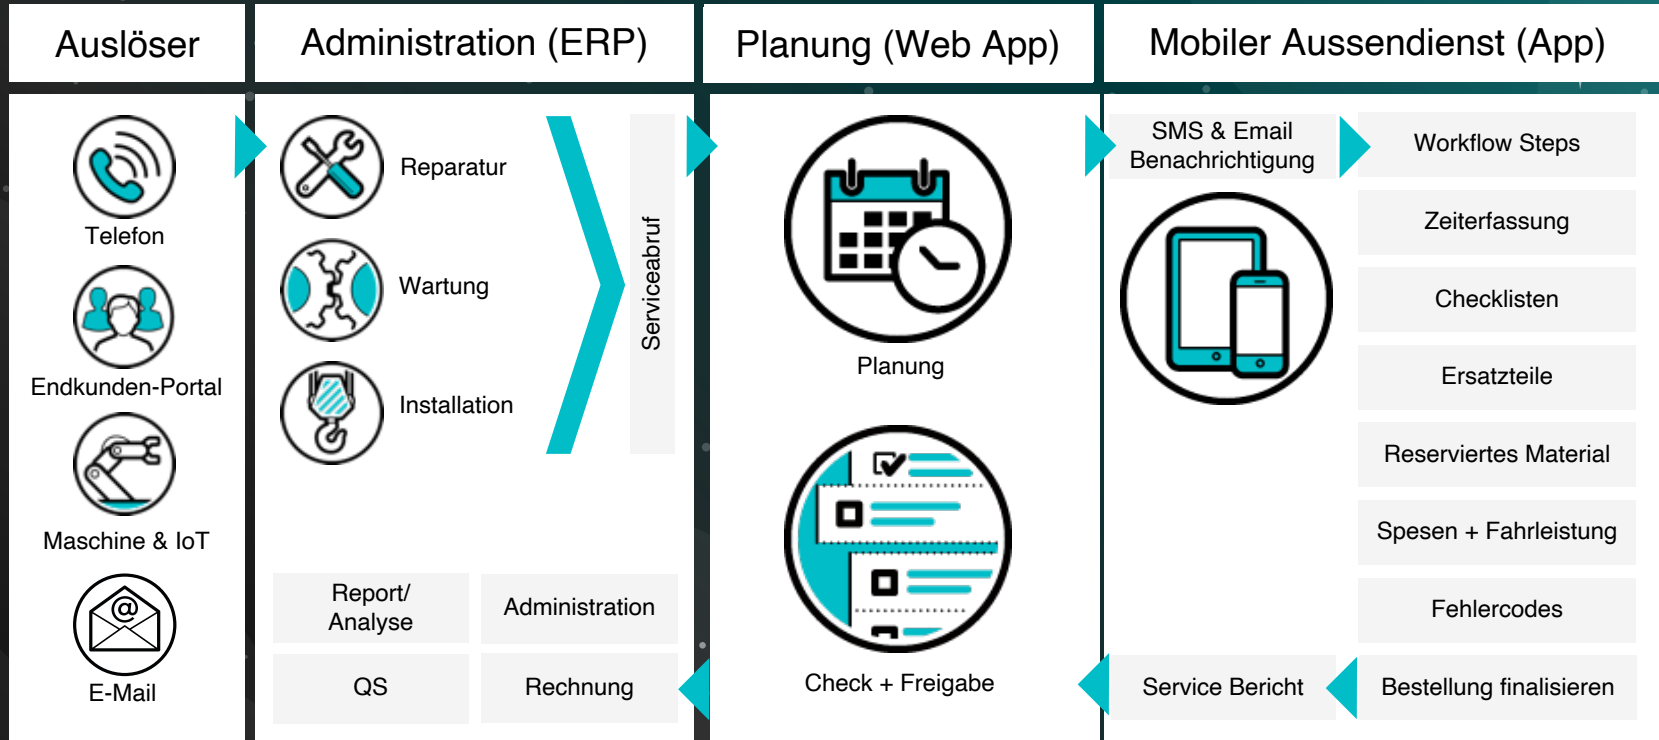 Auslöser
Administration (ERP)
Planung (Web App)
Mobiler Aussendienst (App)
Telefon
Endkunden-Portal
Maschine & IoT
@
E-Mail
Reparatur
Wartung
Installation
Serviceabruf
Report/
Analyse
Administration
QS
Rechnung
Planung
Check + Freigabe
SMS & Email
Benachrichtigung
Service Bericht
Workflow Steps
Zeiterfassung
Checklisten
Ersatzteile
Reserviertes Material
Spesen + Fahrleistung
Fehlercodes
Bestellung finalisieren